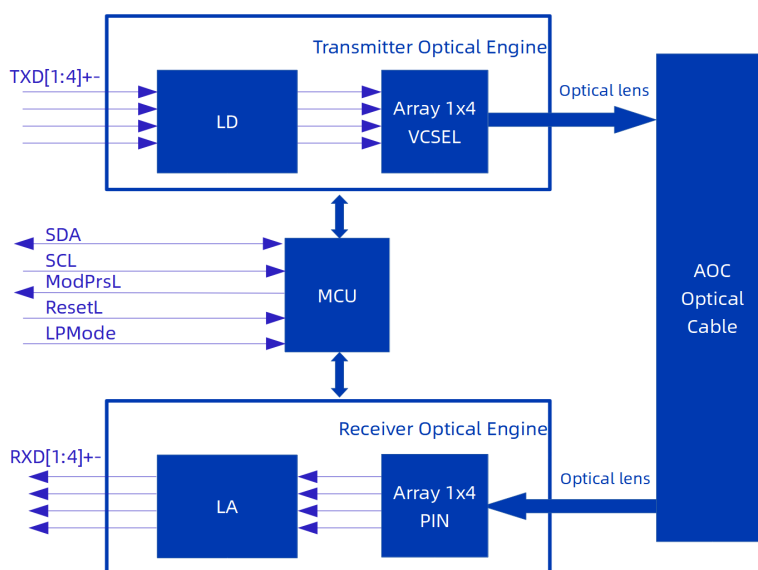 Transmitter Optical Engine
TXD[1:4]+-
LD
Array 1x4
VCSEL
Optical lens
SDA
SCL
ModPrsL
ResetL
LPMode
MCU
AOC
Optical
Cable
Receiver Optical Engine
RXD[1:4]+-
LA
Array 1x4
PIN
Optical lens